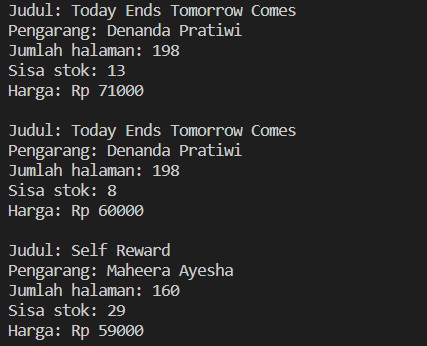 Judul: Today Ends Tomorrow Comes
Pengarang: Denanda Pratiwi
Jumlah halaman: 198
Sisa stok: 13
Harga: Rp 71000
Judul: Today Ends Tomorrow Comes
Pengarang: Denanda Pratiwi
Jumlah halaman: 198
Sisa stok: 8
Harga: Rp 60000
Judul: Self Reward
Pengarang: Maheera Ayesha
Jumlah halaman: 160
Sisa stok: 29
Harga: Rp 59000